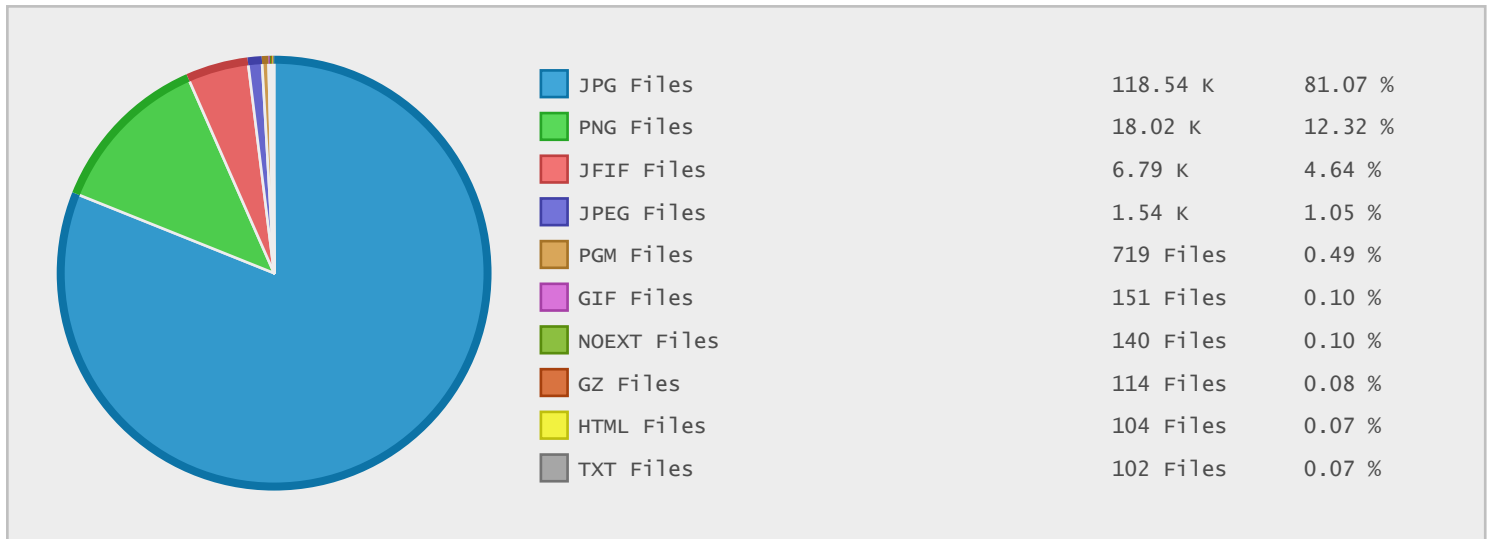 JPG Files 118.54 K 81.07 %
PNG Files 18.02 K 12.32 %
JFIF Files 6.79 K 4.64 %
JPEG Files 1.54 K 1.05 %
PGM Files 719 Files 0.49 %
GIF Files 151 Files 0.10 %
NOEXT Files 140 Files 0.10 %
GZ Files 114 Files 0.08 %
HTML Files 104 Files 0.07 %
TXT Files 102 Files 0.07 %